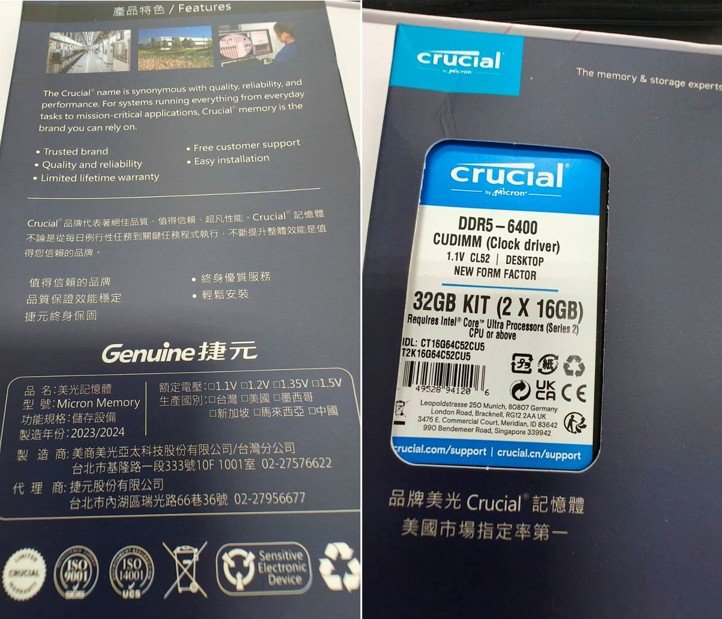 產品特色 / Features
The Crucial® name is synonymous with quality, reliability, and
performance. For systems running everything from everyday
tasks to mission-critical applications, Crucial® memory is the
brand you can rely on.
• Trusted brand
• Quality and reliability
• Limited lifetime warranty
• Free customer support
• Easy installation
Crucial® 品牌代表著絕佳品質、值得信賴、超凡性能。Crucial® 記憶體
不論是從每日例行性任務到關鍵任務程式執行，不斷提升整體效能是值
得您信賴的品牌。
值得信賴的品牌
品質保證效能穩定
捷元終身保固
• 終身優質服務
• 輕鬆安裝
Genuine捷元
品 名:美光記憶體
型 號:Micron Memory
功能規格:儲存設備
製造年份:2023/2024
額定電壓:□1.1V □1.2V □1.35V □1.5V
生產國別:□台灣 □美國 □墨西哥
□新加坡 □馬來西亞 □中國
製 造 商:美商美光亞太科技股份有限公司/台灣分公司
台北市基隆路一段333號10F 1001室 02-27576622
代 理 商:捷元股份有限公司
台北市內湖區瑞光路66巷36號 02-27956677
LIMITED
CRUCIAL
LIFETIME
ISO
9001
ISO
14001
UCS
Sensitive
Electronic
Device
crucial
by Micron
The memory & storage experts
crucial®
by Micron®
DDR5-6400
CUDIMM (Clock driver)
1.1V CL52 | DESKTOP
NEW FORM FACTOR
32GB KIT (2 X 16GB)
Requires Intel® Core™ Ultra Processors (Series 2)
CPU or above
IDL: CT16G64C52CU5
T2K16G64C52CU5
49528 94120 6
UK
CA
CE
Leopoldstrasse 250 Munich, 80807 Germany
London Road, Bracknell, RG12 2AA UK
3475 E. Commercial Court, Meridian, ID 83642
990 Bendemeer Road, Singapore 339942
crucial.com/support | crucial.cn/support
品牌美光 Crucial® 記憶體
美國市場指定率第一